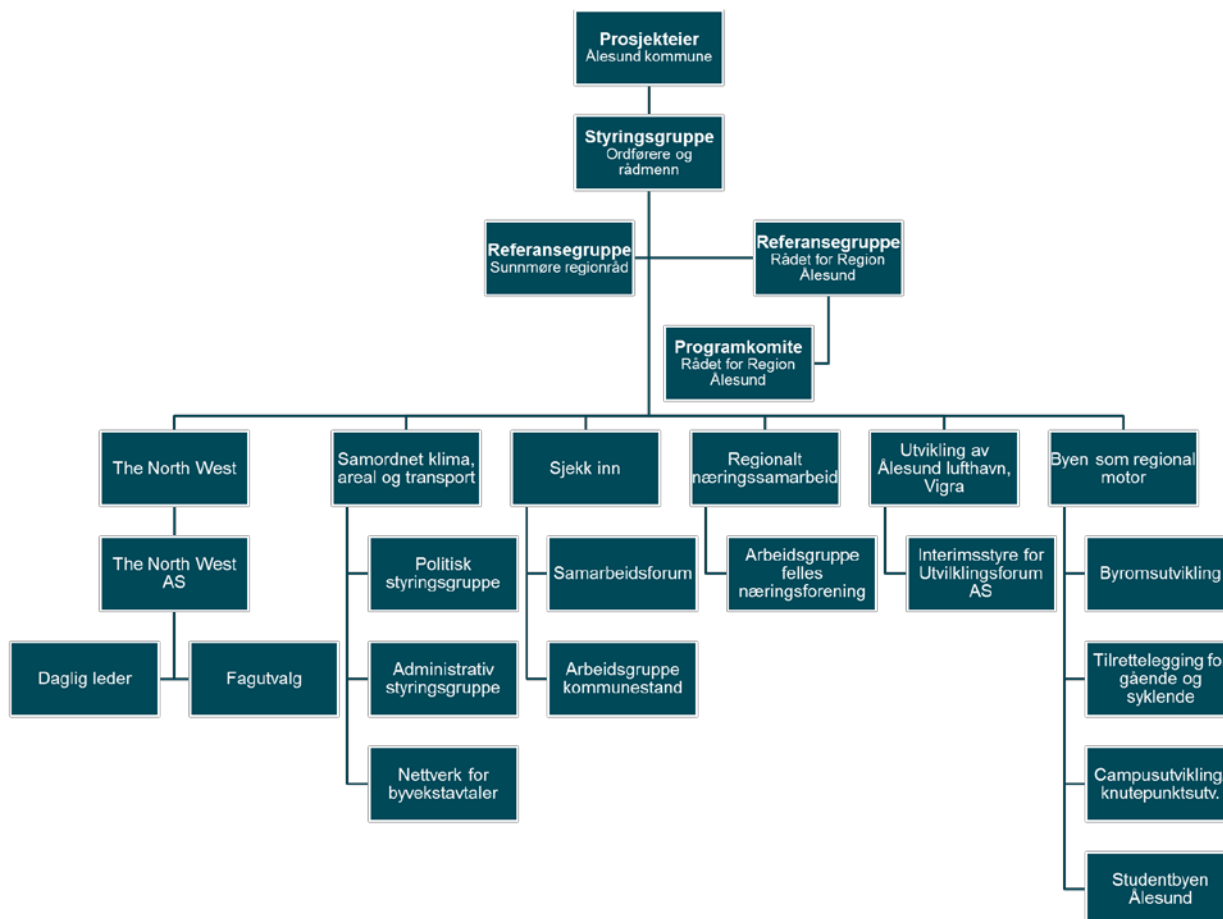 Prosjekteier
Ålesund kommune
Styringsgruppe
Ordførere og
rådmenn
Referansegruppe
Sunnmøre regionråd
Referansegruppe
Rådet for Region
Ålesund
Programkomite
Rådet for Region
Ålesund
The North West
Samordnet klima,
areal og transport
Sjekk inn
Regionalt
næringssamarbeid
Utvikling av
Ålesund lufthavn,
Vigra
Byen som regional
motor
The North West
AS
Daglig leder
Fagutvalg
Politisk
styringsgruppe
Administrativ
styringsgruppe
Nettverk for
byvekstavtaler
Samarbeidsforum
Arbeidsgruppe
kommunestand
Arbeidsgruppe
felles
næringsforening
Interimsstyre for
Utvilklingsforum
AS
Byromsutvikling
Tilrettelegging fo
gående og
syklende
Campusutvikling,
knutepunktsutv.
Studentbyen
Ålesund